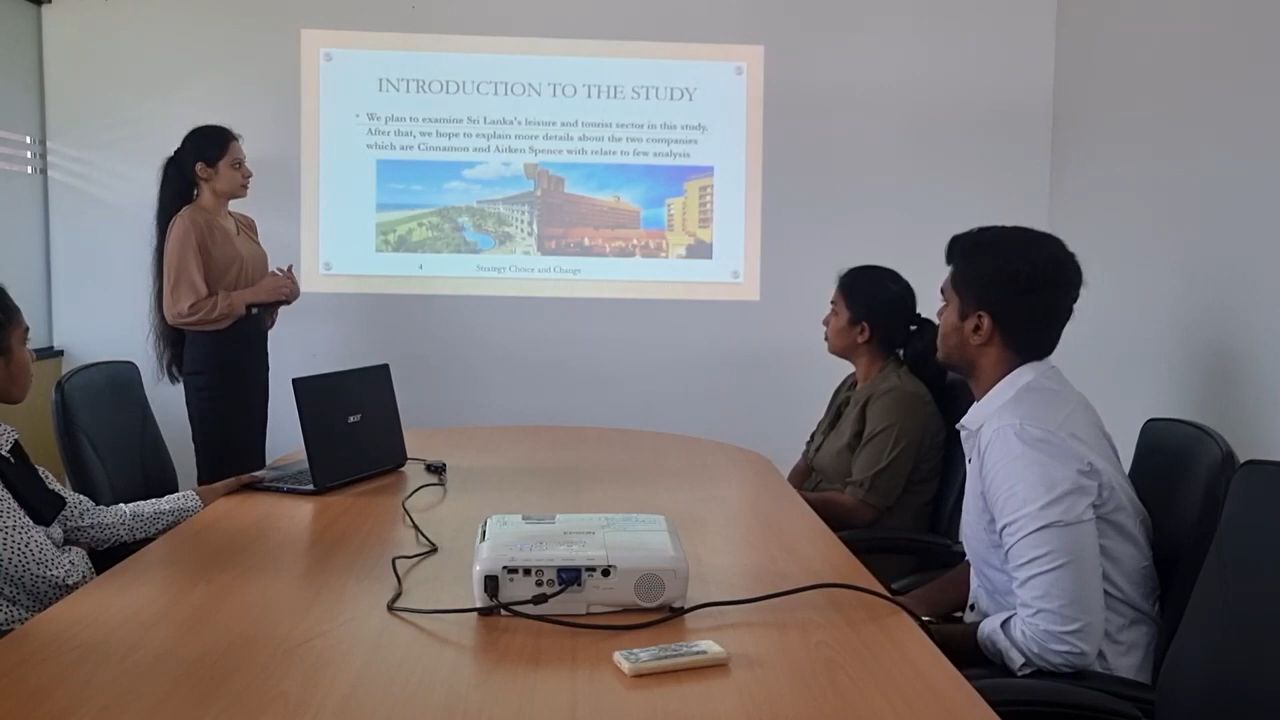 INTRODUCTION TO THE STUDY
• We plan to examine Sri Lanka's leisure and tourist sector in this study.
After that, we hope to explain more details about the two companies
which are Cinnamon and Aitken Spence with relate to few analysis
4 Strategy Choice and Change
acer
EPSON